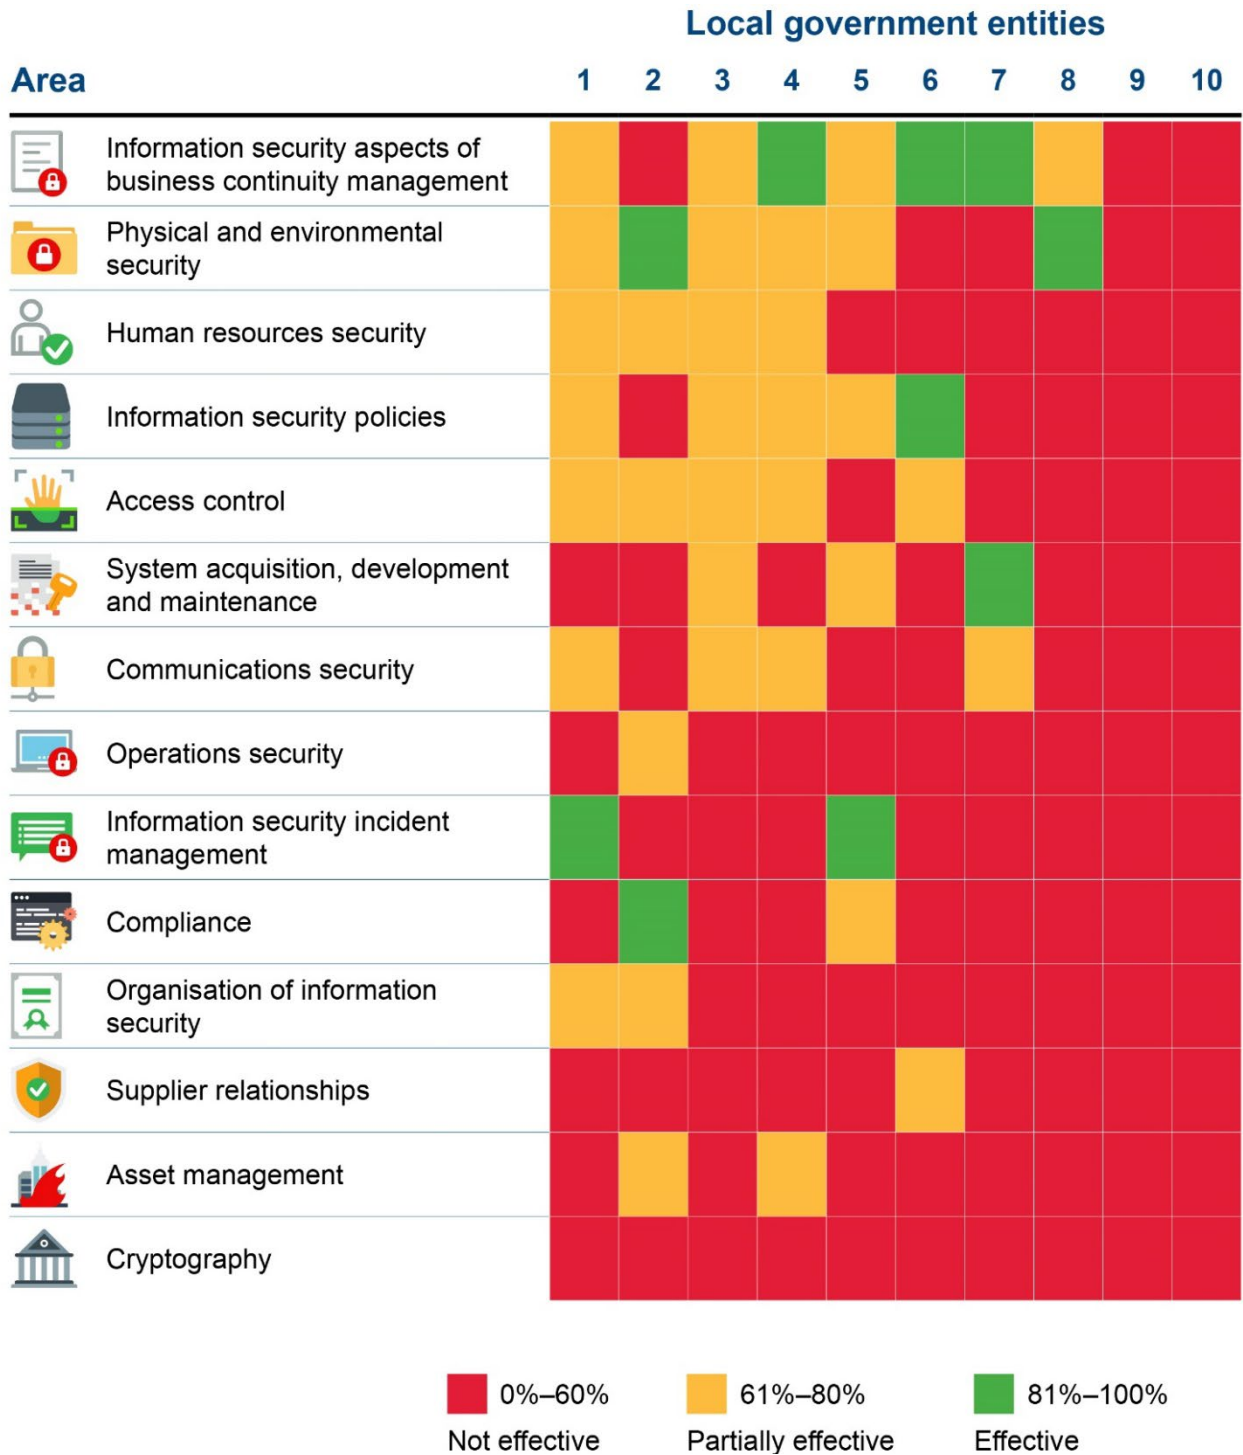 Local government entities
Area 1 2 3 4 5 6 7 8 9 10
Information security aspects of
business continuity management
Physical and environmental
security
Human resources security
Information security policies
Access control
System acquisition, development
and maintenance
Communications security
Operations security
Information security incident
management
Compliance
Organisation of information
security
Supplier relationships
Asset management
Cryptography
0%–60% 61%–80% 81%–100%
Not effective Partially effective Effective